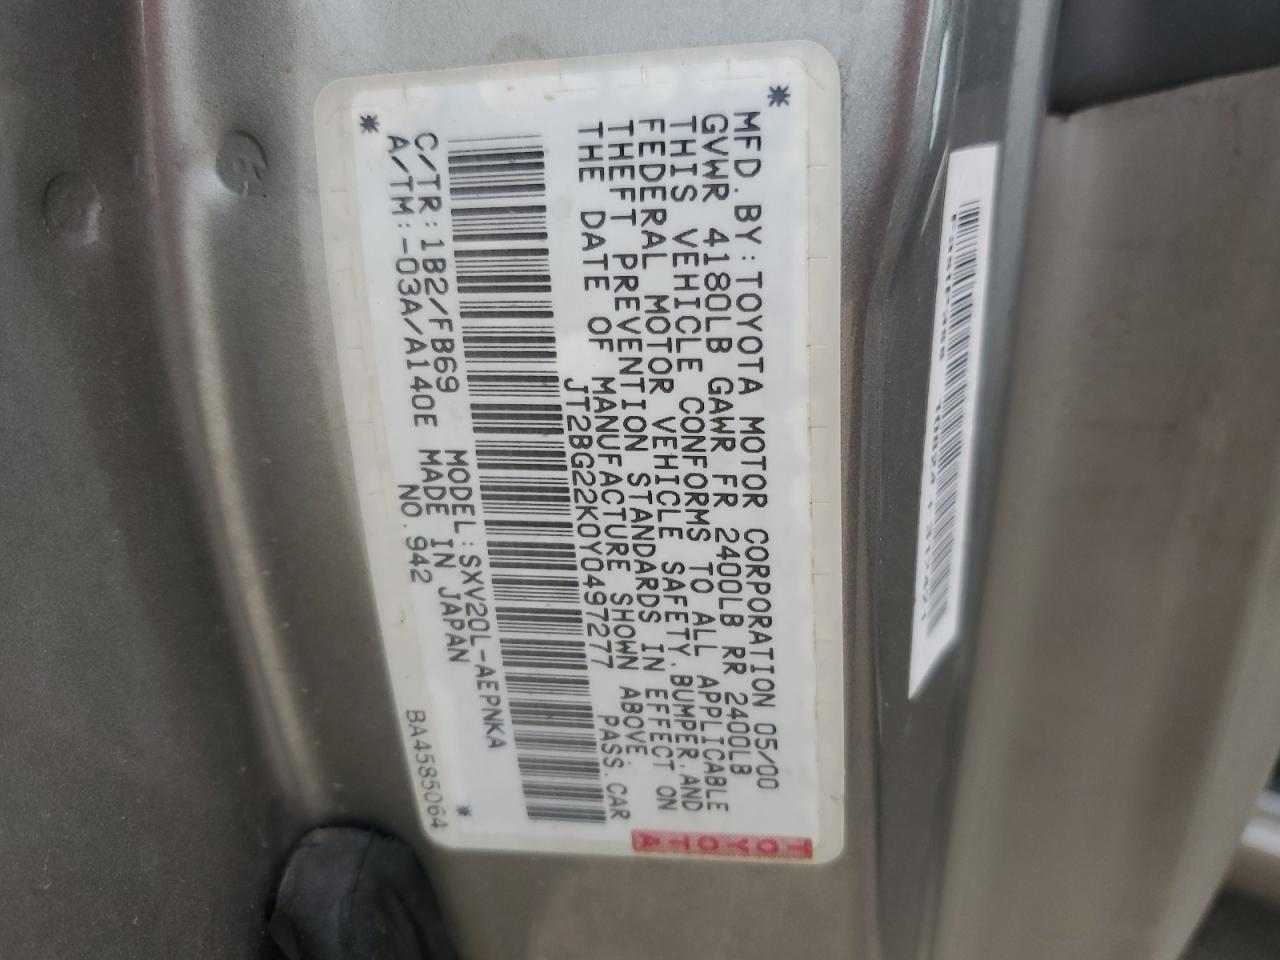 *
MFD. BY:TOYOTA MOTOR CORPORATION 05/00
GVWR 4180LB GAWR FR 2400LB RR 2400LB
THIS VEHICLE CONFORMS TO ALL APPLICABLE
FEDERAL MOTOR VEHICLE SAFETY.BUMPER.AND
THEFT PREVENTION STANDARDS IN EFFECT ON
THE DATE OF MANUFACTURE SHOWN ABOVE.
JT2BG22K0Y0497277 PASS.CAR
C/TR:1B2/FB69 MODEL:SXV20L-AEPNKA
A/TM:-03A/A140E MADE IN JAPAN
* NO.942 *
BA4585064
TOYOTA